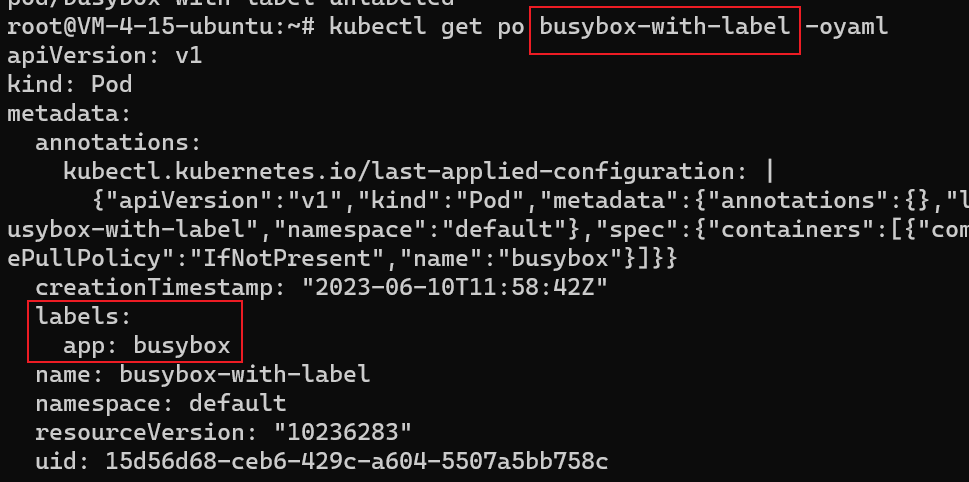 pod/busybox-with-label unlabeled
root@VM-4-15-ubuntu:~# kubectl get po busybox-with-label -oyaml
apiVersion: v1
kind: Pod
metadata:
  annotations:
    kubectl.kubernetes.io/last-applied-configuration: |
      {"apiVersion":"v1","kind":"Pod","metadata":{"annotations":{},"l
usybox-with-label","namespace":"default"},"spec":{"containers":[{"com
ePullPolicy":"IfNotPresent","name":"busybox"}]}}
  creationTimestamp: "2023-06-10T11:58:42Z"
  labels:
    app: busybox
  name: busybox-with-label
  namespace: default
  resourceVersion: "10236283"
  uid: 15d56d68-ceb6-429c-a604-5507a5bb758c